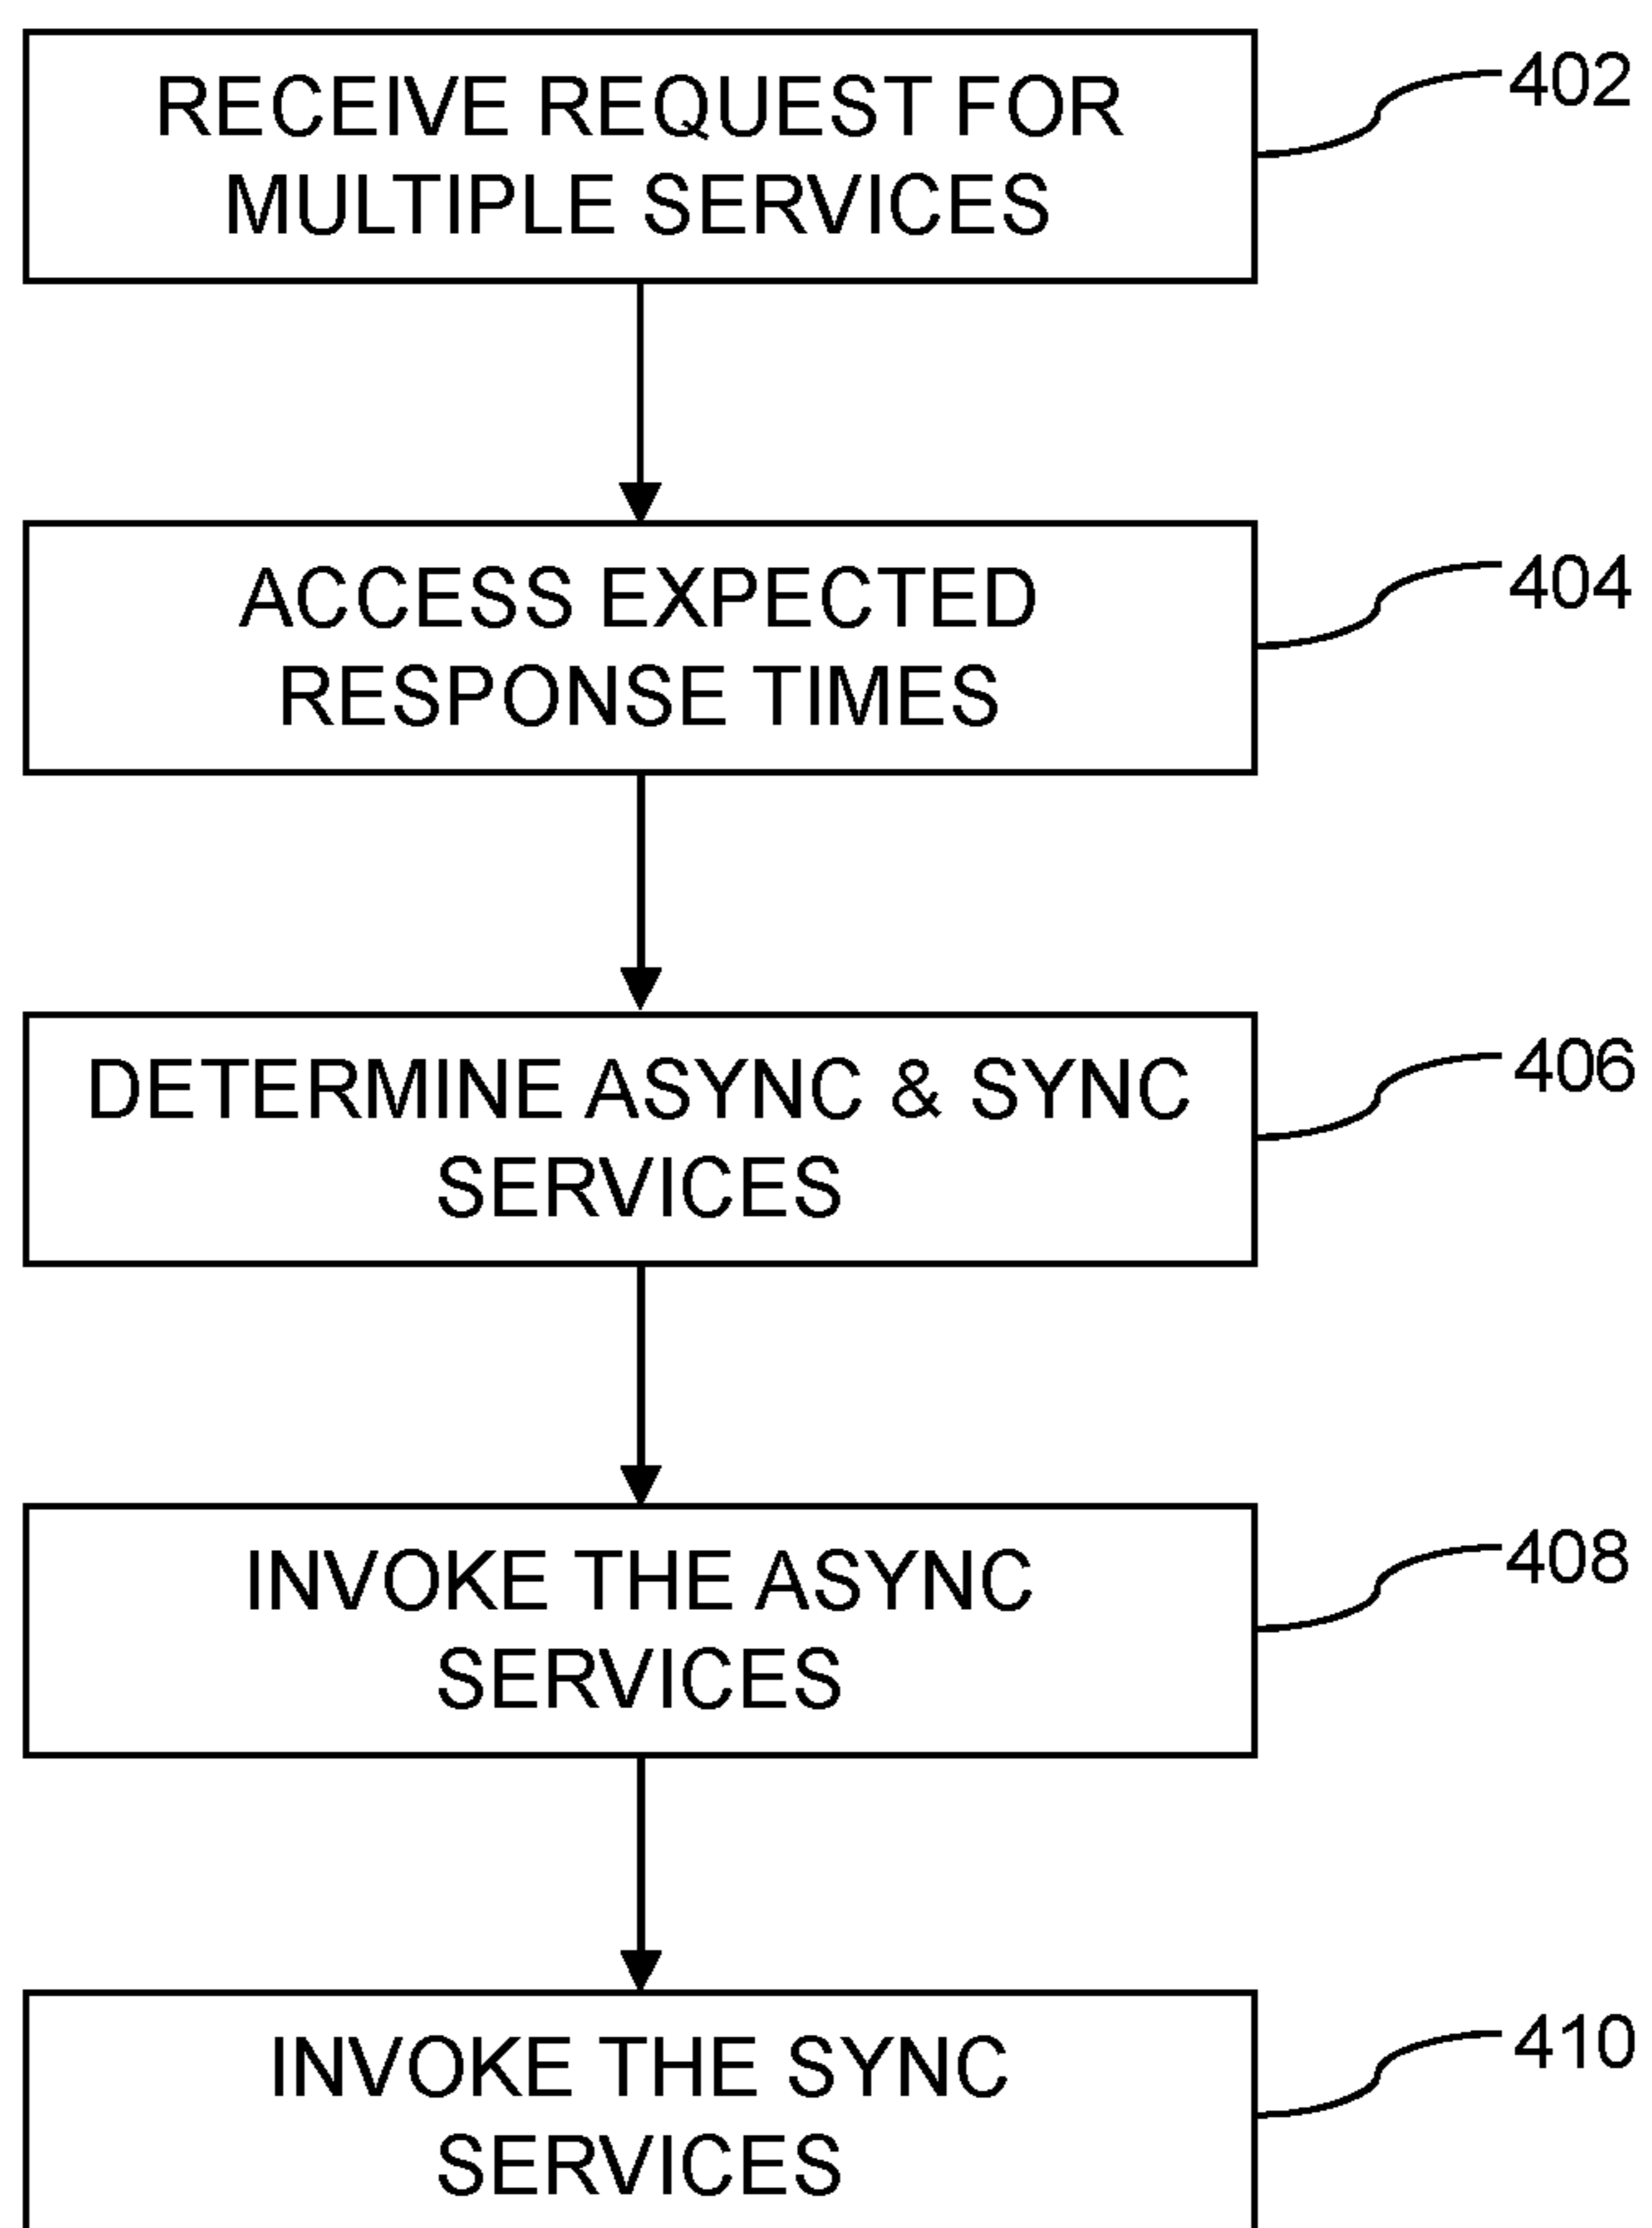 RECEIVE REQUEST FOR
MULTIPLE SERVICES
402
ACCESS EXPECTED
RESPONSE TIMES
404
DETERMINE ASYNC & SYNC
SERVICES
406
INVOKE THE ASYNC
SERVICES
408
INVOKE THE SYNC
SERVICES
410